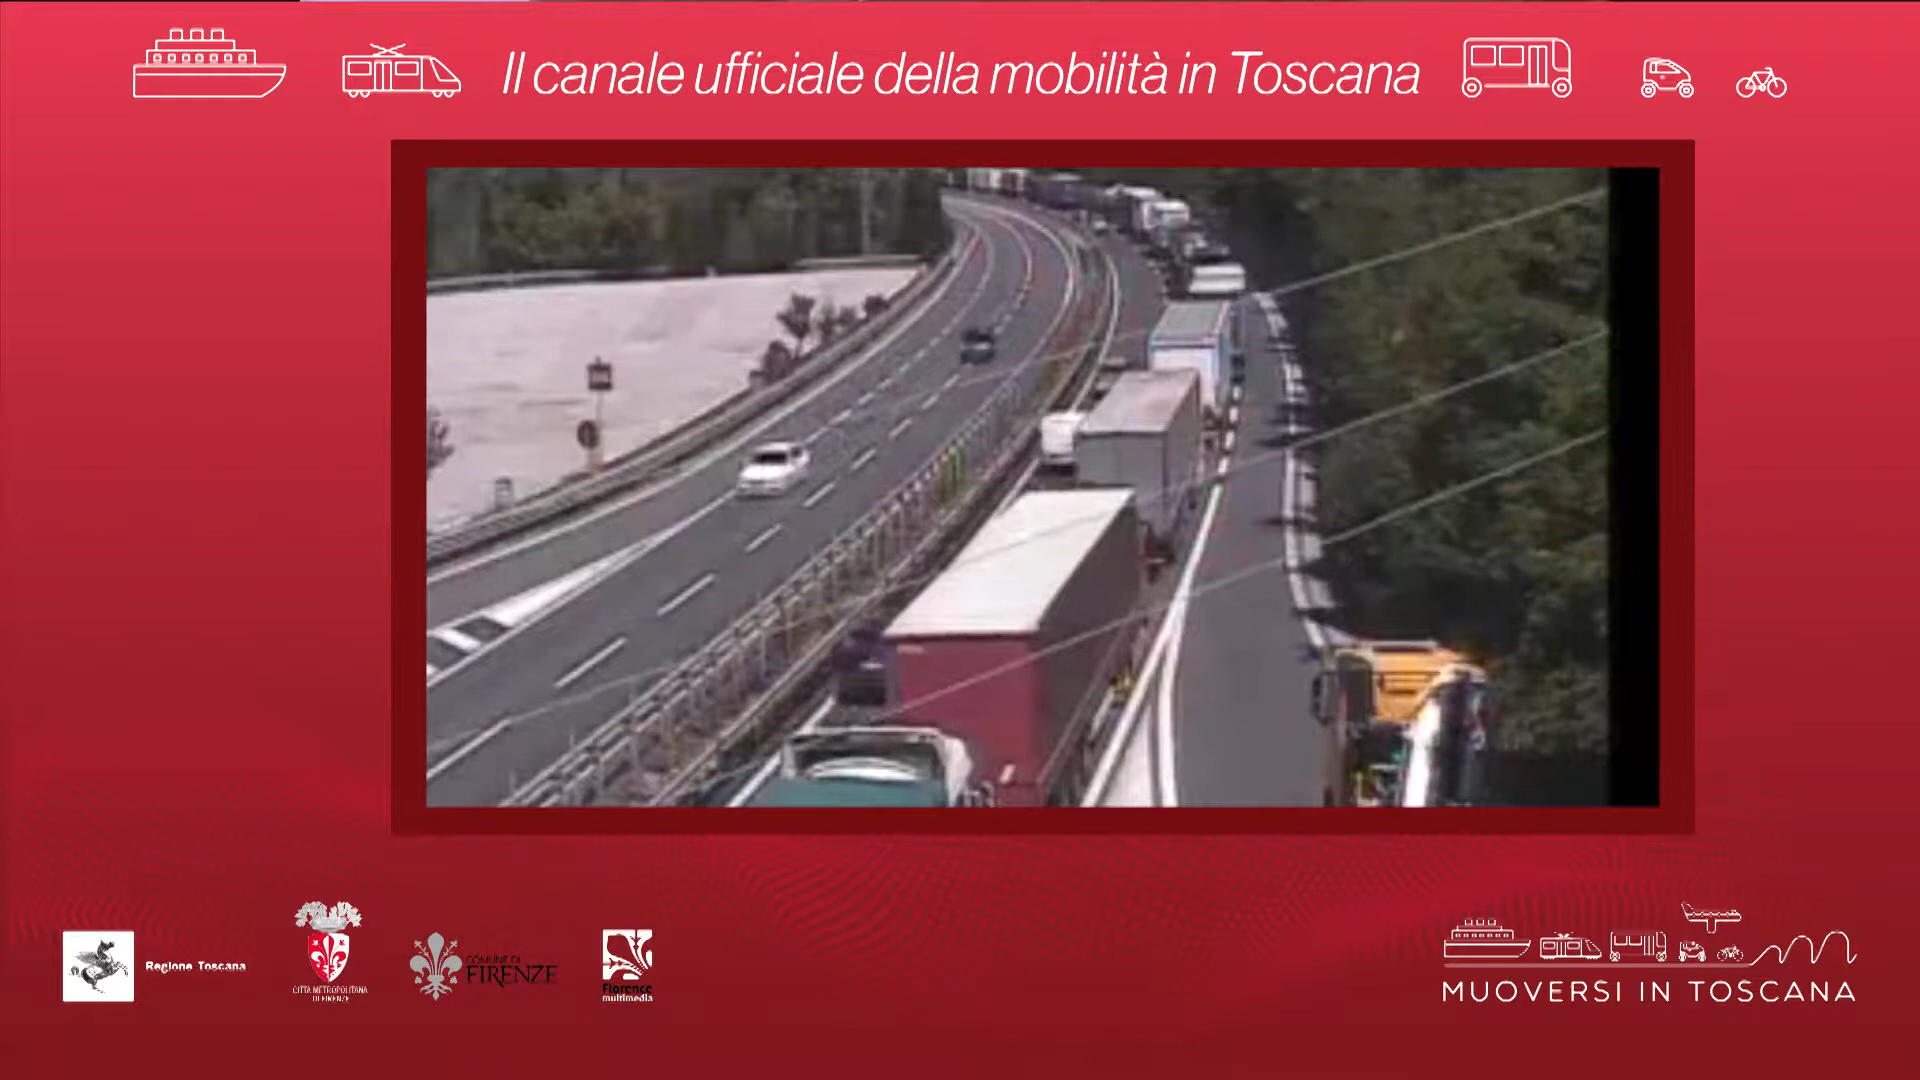 Il canale ufficiale della mobilità in Toscana
Regione Toscana
CITTÀ METROPOLITANA
DI FIRENZE
COMUNE DI
FIRENZE
Florence
multimedia
MUOVERSI IN TOSCANA